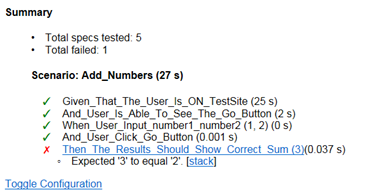 Summary
• Total specs tested: 5
• Total failed: 1
Scenario: Add_Numbers (27 s)
✓ Given_That_The_User_Is_ON_TestSite (25 s)
✓ And_User_Is_Able_To_See_The_Go_Button (2 s)
✓ When_User_Input_number1_number2 (1, 2) (0 s)
✓ And_User_Click_Go_Button (0.001 s)
✗ Then_The_Results_Should_Show_Correct_Sum (3)(0.037 s)
◦ Expected '3' to equal '2'. [stack]
Toggle Configuration